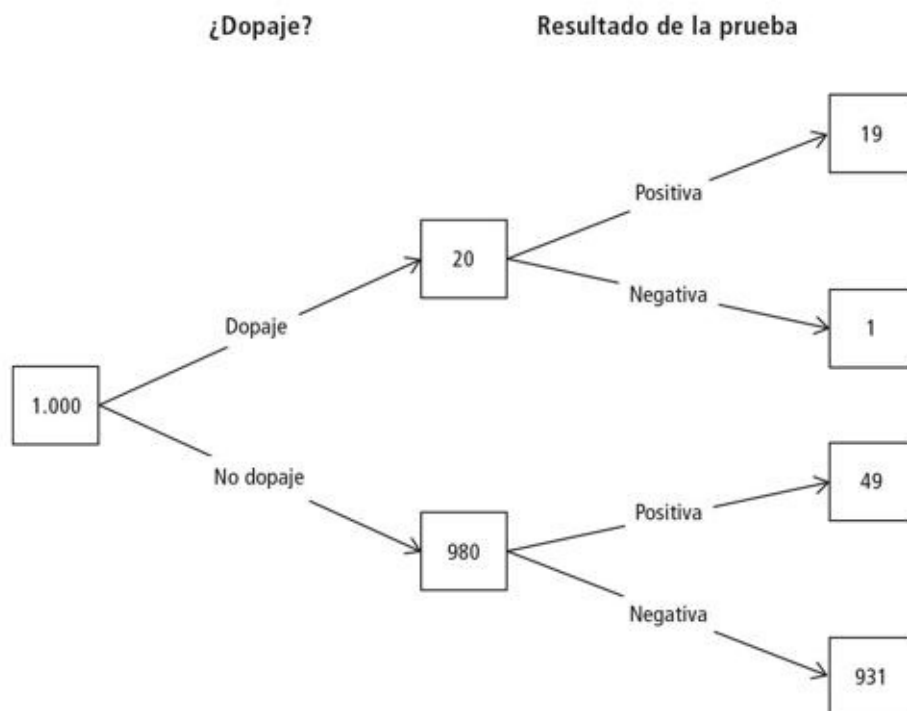 ¿Dopaje? Resultado de la prueba
19
Positiva
20
Negativa
1
Dopaje
1.000
No dopaje
49
Positiva
980
Negativa
931